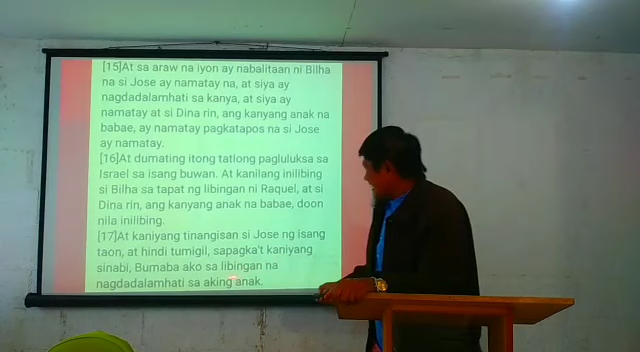 [15]At sa araw na iyon ay nabalitaan ni Bilha
na si Jose ay namatay na, at siya ay
nagdadalamhati sa kanya, at siya ay
namatay at si Dina rin, ang kanyang anak na
babae, ay namatay pagkatapos na si Jose
ay namatay.
[16]At dumating itong tatlong pagluluksa sa
Israel sa isang buwan. At kanilang inilibing
si Bilha sa tapat ng libingan ni Raquel, at si
Dina rin, ang kanyang anak na babae, doon
nila inilibing.
[17]At kaniyang tinangisan si Jose ng isang
taon, at hindi tumigil, sapagka't kaniyang
sinabi, Bumaba ako sa libingan na
nagdadalamhati sa aking anak.